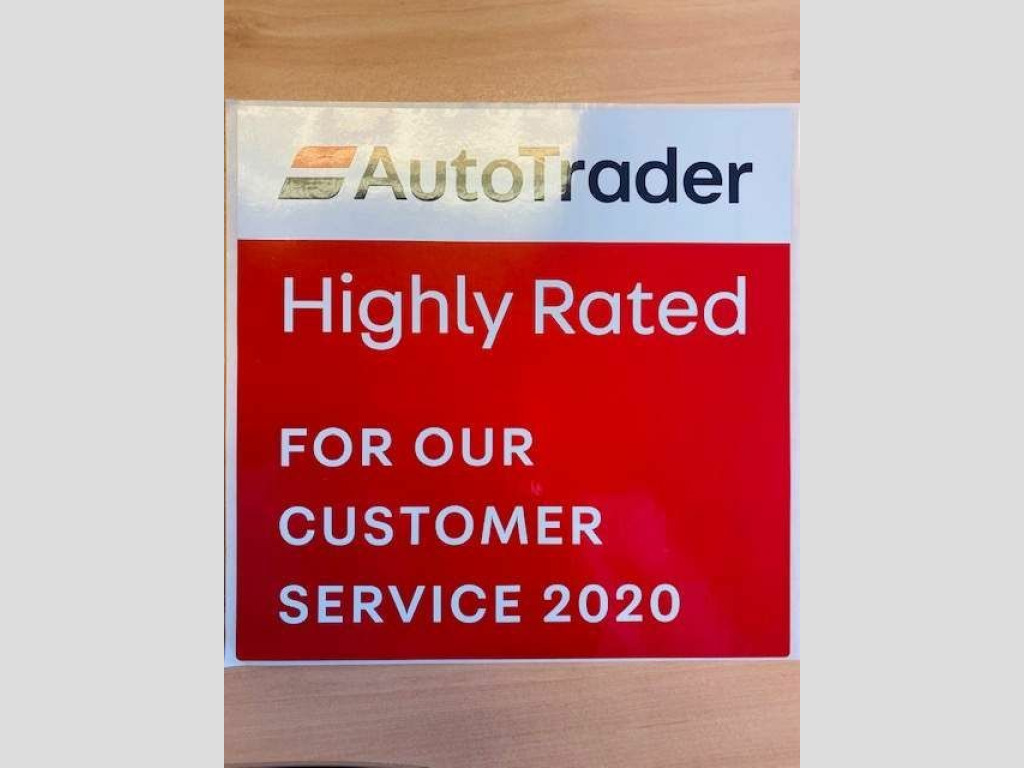 AutoTrader
Highly Rated
FOR OUR
CUSTOMER
SERVICE 2020